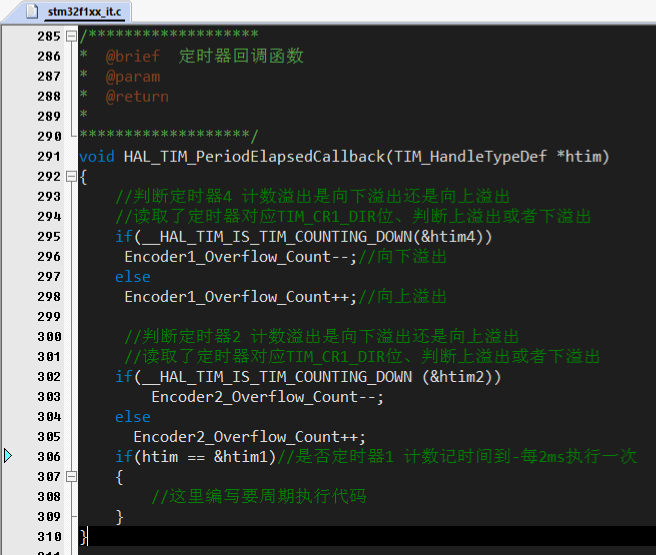 stm32f1xx_it.c
285 /*******************
286 * @brief 定时器回调函数
287 * @param
288 * @return
289 *
290 *******************/
291 void HAL_TIM_PeriodElapsedCallback(TIM_HandleTypeDef *htim)
292 {
293 //判断定时器4 计数溢出是向下溢出还是向上溢出
294 //读取了定时器对应TIM_CR1_DIR位、判断上溢出或者下溢出
295 if(__HAL_TIM_IS_TIM_COUNTING_DOWN(&htim4))
296 Encoder1_Overflow_Count--;//向下溢出
297 else
298 Encoder1_Overflow_Count++;//向上溢出
299
300 //判断定时器2 计数溢出是向下溢出还是向上溢出
301 //读取了定时器对应TIM_CR1_DIR位、判断上溢出或者下溢出
302 if(__HAL_TIM_IS_TIM_COUNTING_DOWN (&htim2))
303 Encoder2_Overflow_Count--;
304 else
305 Encoder2_Overflow_Count++;
306 if(htim == &htim1)//是否定时器1 计数记时间到-每2ms执行一次
307 {
308 //这里编写要周期执行代码
309 }
310 }